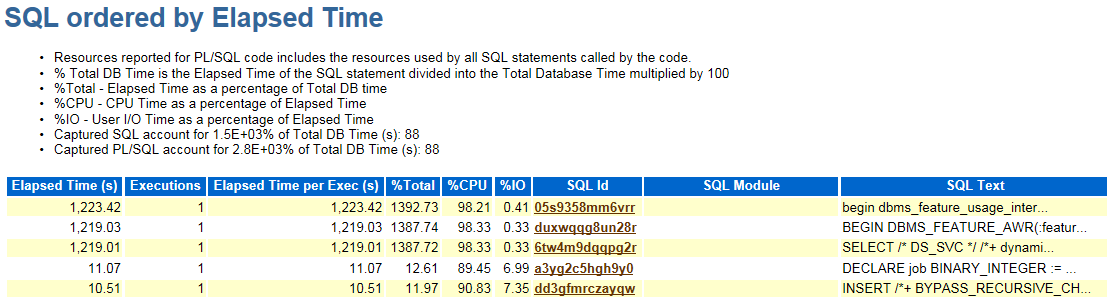 SQL ordered by Elapsed Time
• Resources reported for PL/SQL code includes the resources used by all SQL statements called by the code.
• % Total DB Time is the Elapsed Time of the SQL statement divided into the Total Database Time multiplied by 100
• %Total - Elapsed Time as a percentage of Total DB time
• %CPU - CPU Time as a percentage of Elapsed Time
• %IO - User I/O Time as a percentage of Elapsed Time
• Captured SQL account for 1.5E+03% of Total DB Time (s): 88
• Captured PL/SQL account for 2.8E+03% of Total DB Time (s): 88
Elapsed Time (s) Executions Elapsed Time per Exec (s) %Total %CPU %IO SQL Id SQL Module SQL Text
1,223.42 1 1,223.42 1392.73 98.21 0.41 05s9358mm6vrr begin dbms_feature_usage_inter...
1,219.03 1 1,219.03 1387.74 98.33 0.33 duxwqqg8un28r BEGIN DBMS_FEATURE_AWR(:featur...
1,219.01 1 1,219.01 1387.72 98.33 0.33 6tw4m9dqqpg2r SELECT /* DS_SVC */ /*+ dynami...
11.07 1 11.07 12.61 89.45 6.99 a3yg2c5hgh9y0 DECLARE job BINARY_INTEGER := ...
10.51 1 10.51 11.97 90.83 7.35 dd3gfmrczayqw INSERT /*+ BYPASS_RECURSIVE_CH...